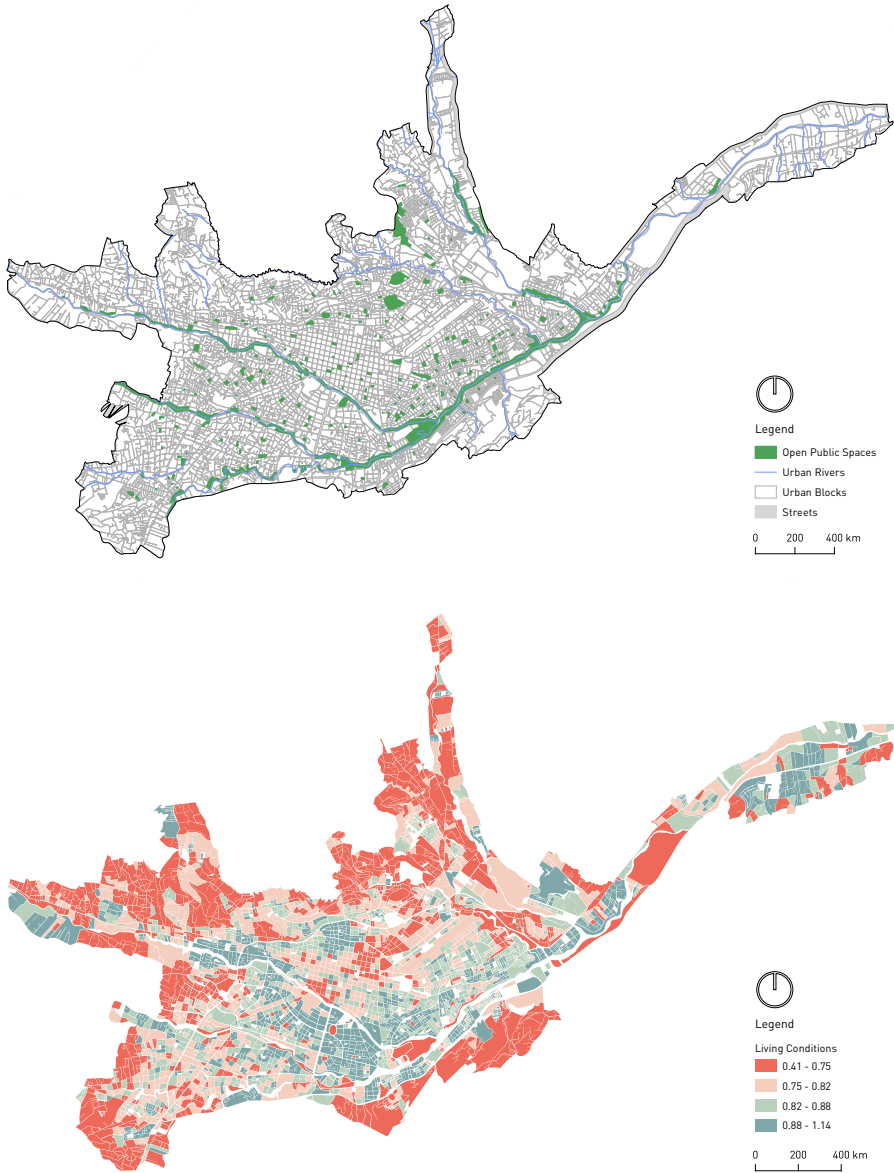 Legend
Open Public Spaces
Urban Rivers
Urban Blocks
Streets
0 200 400 km
Legend
Living Conditions
0.41 - 0.75
0.75 - 0.82
0.82 - 0.88
0.88 - 1.14
0 200 400 km